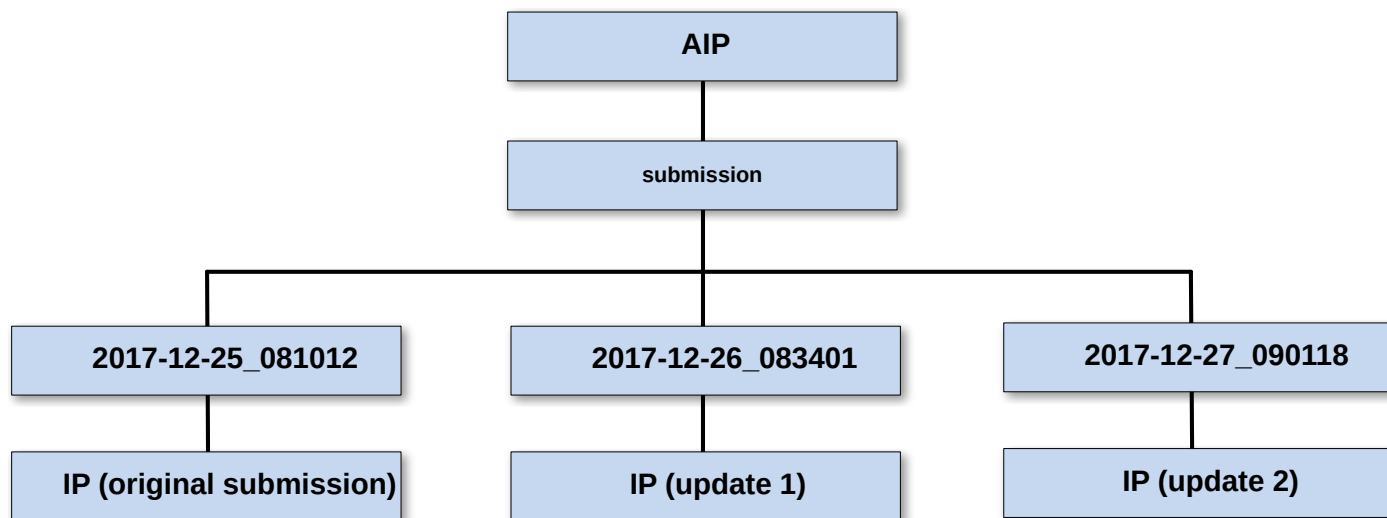 AIP
submission
2017-12-25_081012
2017-12-26_083401
2017-12-27_090118
IP (original submission)
IP (update 1)
IP (update 2)